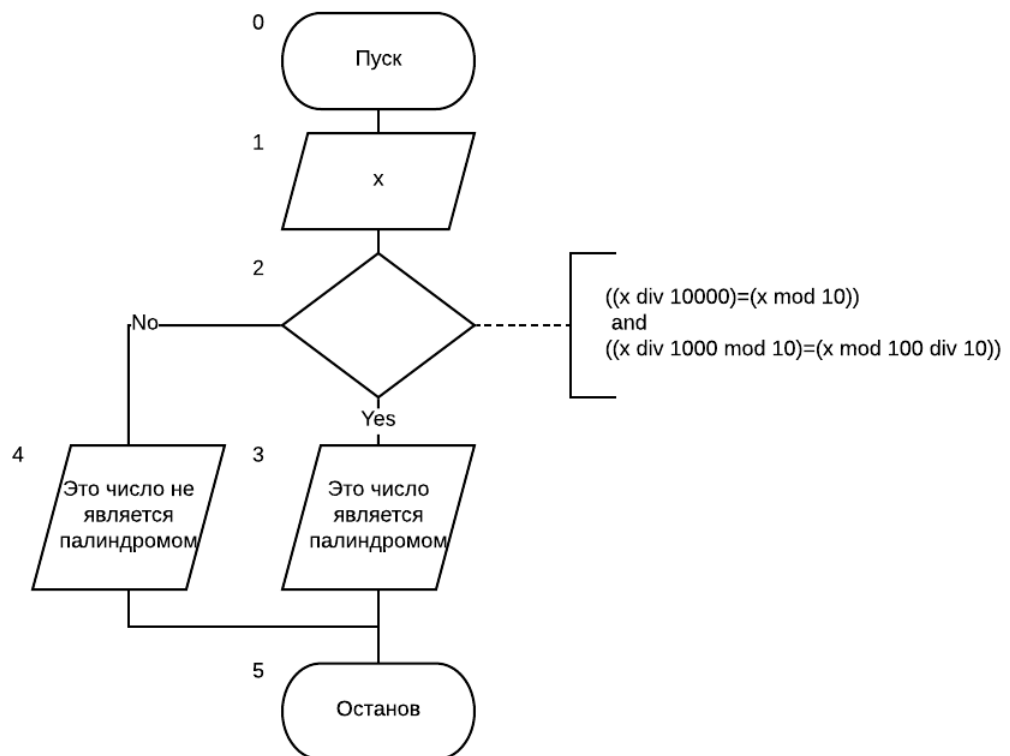 0
Пуск
1
x
2
((x div 10000)=(x mod 10))
and
((x div 1000 mod 10)=(x mod 100 div 10))
No
Yes
4
Это число не
является
палиндромом
3
Это число
является
палиндромом
5
Останов